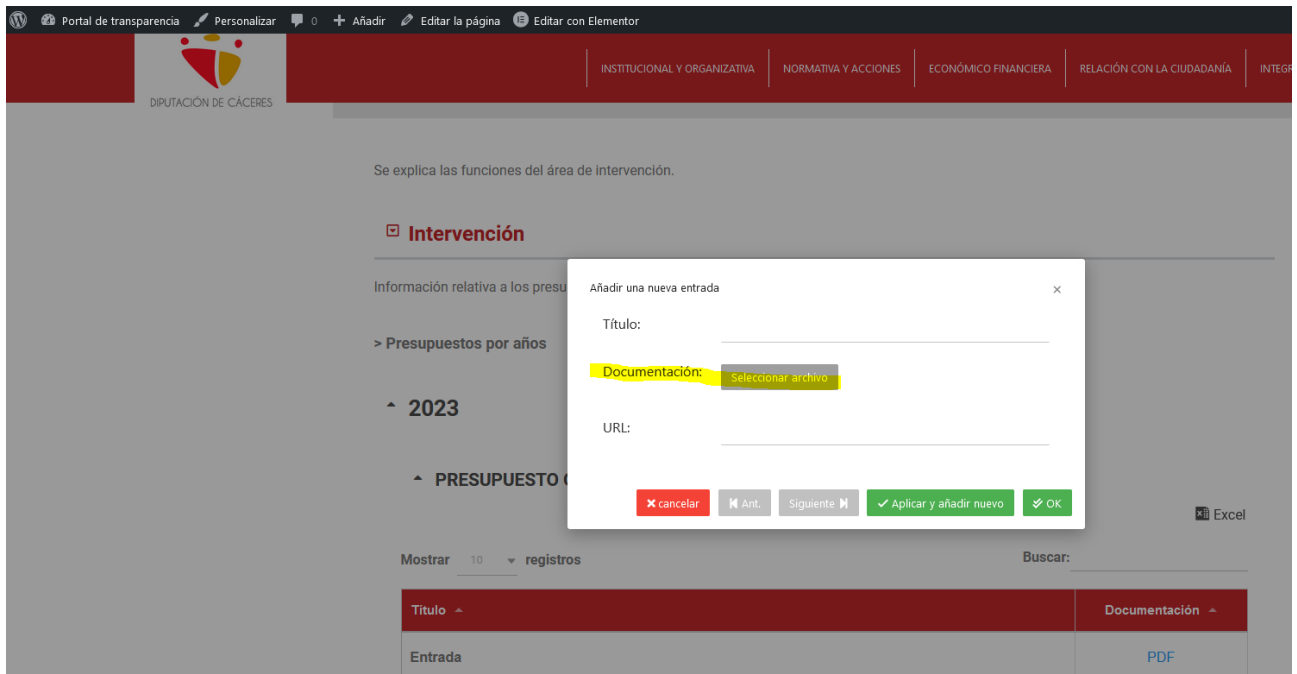 Portal de transparencia Personalizar 0 Añadir Editar la página Editar con Elementor
INSTITUCIONAL Y ORGANIZATIVA NORMATIVA Y ACCIONES ECONÓMICO FINANCIERA RELACIÓN CON LA CIUDADANÍA INTEGR
DIPUTACIÓN DE CÁCERES
Se explica las funciones del área de intervención.
Intervención
Información relativa a los presu
> Presupuestos por años
2023
PRESUPUESTO
Añadir una nueva entrada ×
Título:
Documentación: Seleccionar archivo
URL:
cancelar Ant. Siguiente Aplicar y añadir nuevo OK
Excel
Mostrar 10 registros Buscar:
Titulo Documentación
Entrada PDF